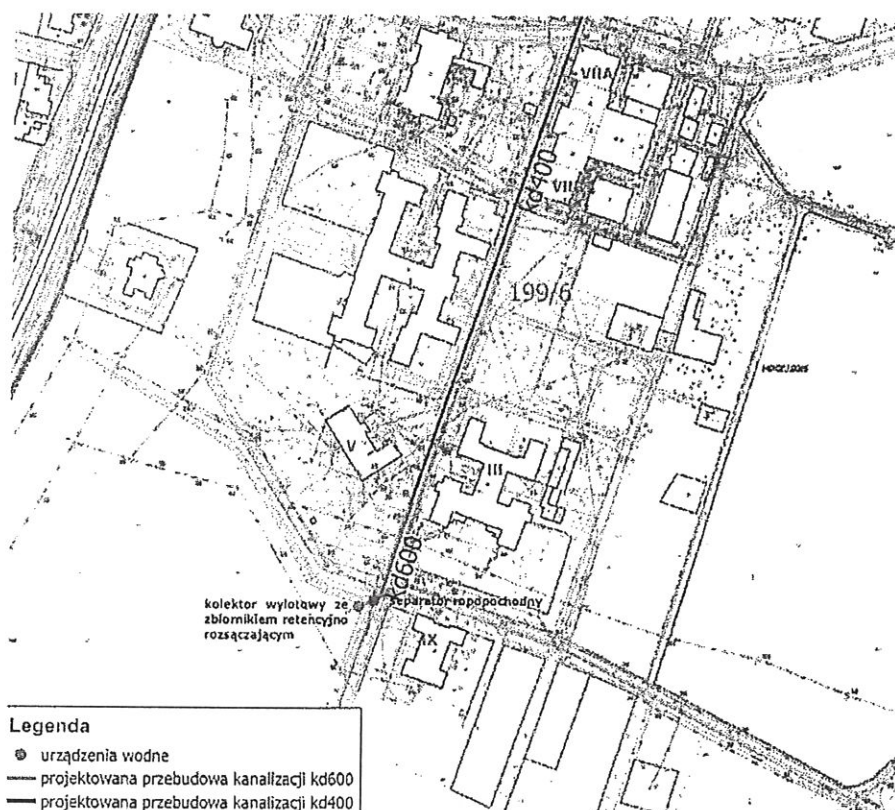 VIIA
kd400
VII
199/6
V
III
kd600
kolektor wylotowy ze
zbiornikiem retencyjno
rozsączającym
separator ropopochodny
IX
Legenda
urządzenia wodne
projektowana przebudowa kanalizacji kd600
projektowana przebudowa kanalizacji kd400